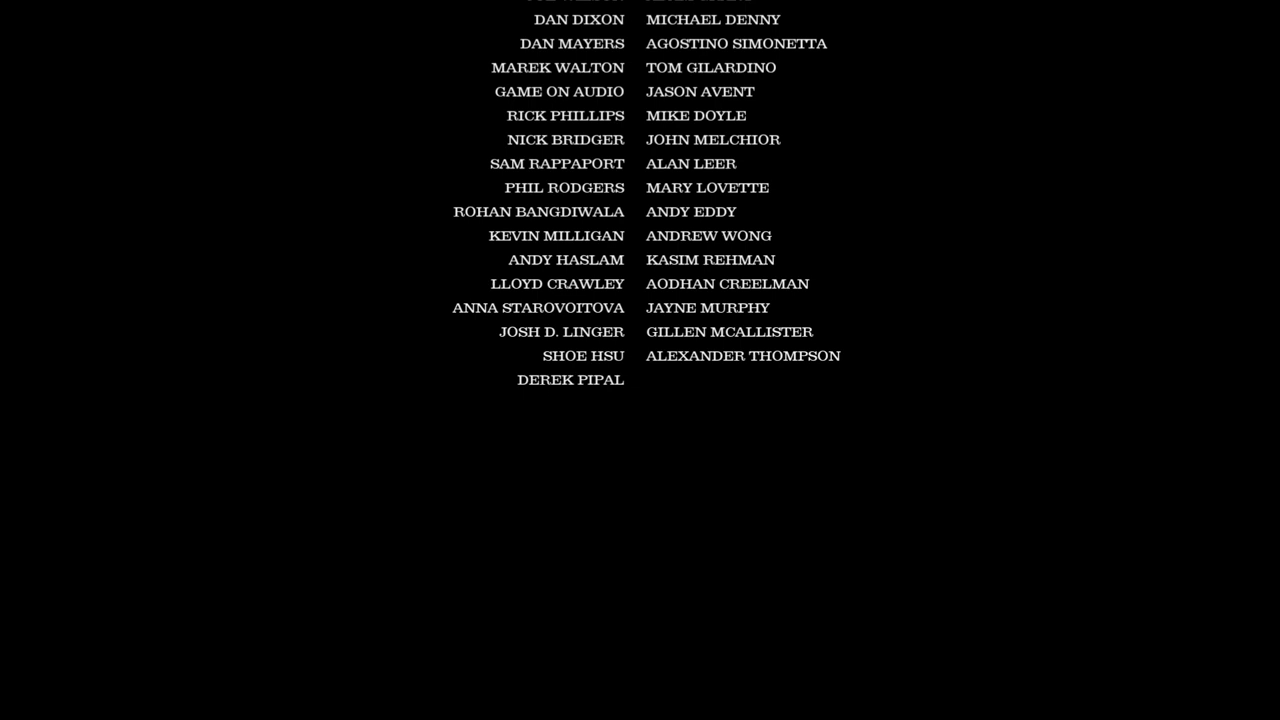 DAN DIXON MICHAEL DENNY
DAN MAYERS AGOSTINO SIMONETTA
MAREK WALTON TOM GILARDINO
GAME ON AUDIO JASON AVENT
RICK PHILLIPS MIKE DOYLE
NICK BRIDGER JOHN MELCHIOR
SAM RAPPAPORT ALAN LEER
PHIL RODGERS MARY LOVETTE
ROHAN BANGDIWALA ANDY EDDY
KEVIN MILLIGAN ANDREW WONG
ANDY HASLAM KASIM REHMAN
LLOYD CRAWLEY AODHAN CREELMAN
ANNA STAROVOITOVA JAYNE MURPHY
JOSH D. LINGER GILLEN MCALLISTER
SHOE HSU ALEXANDER THOMPSON
DEREK PIPAL